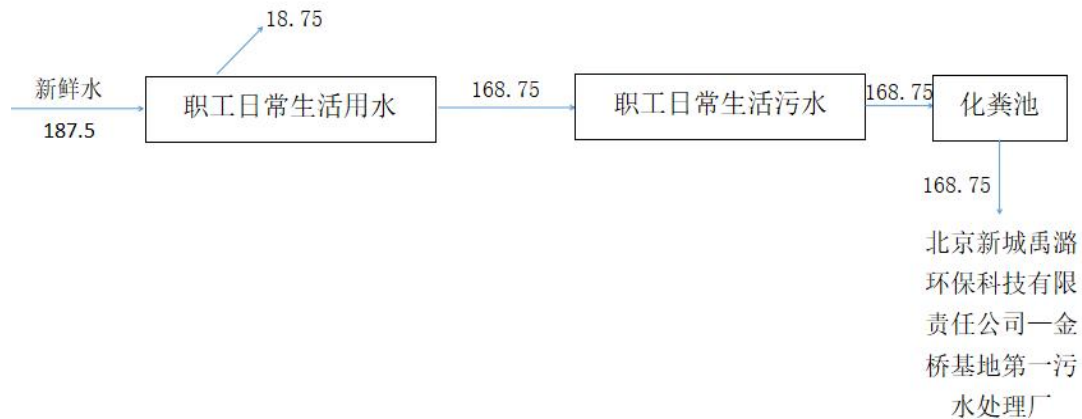 18.75
新鲜水
187.5
职工日常生活用水
168.75
职工日常生活污水
168.75
化粪池
168.75
北京新城禹潞
环保科技有限
责任公司—金
桥基地第一污
水处理厂